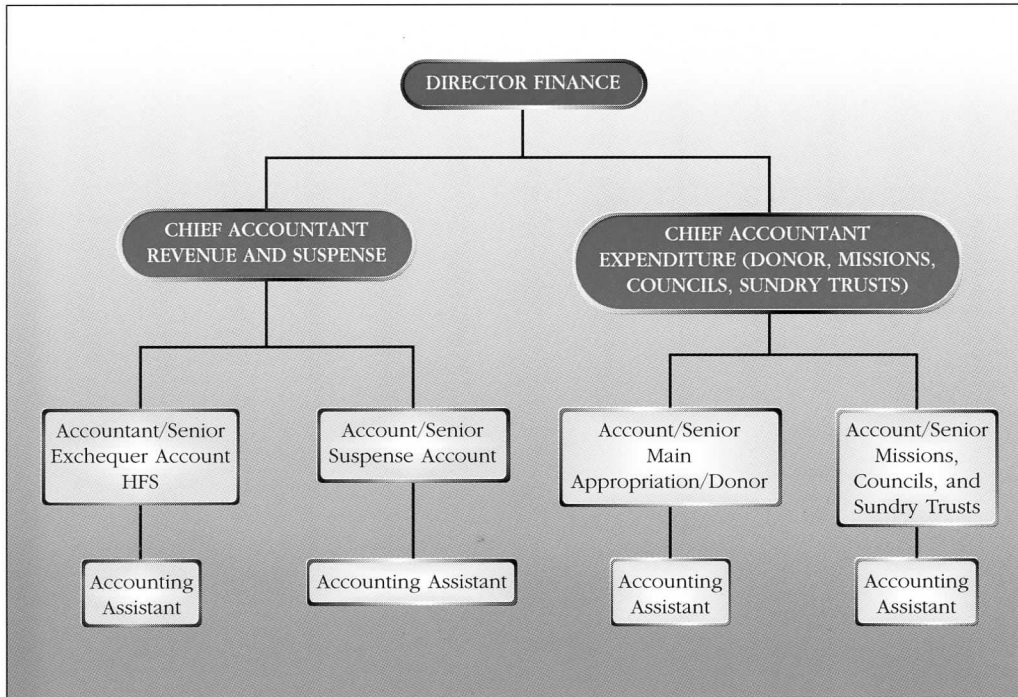 DIRECTOR FINANCE
CHIEF ACCOUNTANT
REVENUE AND SUSPENSE
CHIEF ACCOUNTANT
EXPENDITURE (DONOR, MISSIONS,
COUNCILS, SUNDRY TRUSTS)
Accountant/Senior
Exchequer Account
HFS
Account/Senior
Suspense Account
Account/Senior
Main
Appropriation/Donor
Account/Senior
Missions,
Councils, and
Sundry Trusts
Accounting
Assistant
Accounting Assistant
Accounting
Assistant
Accounting
Assistant